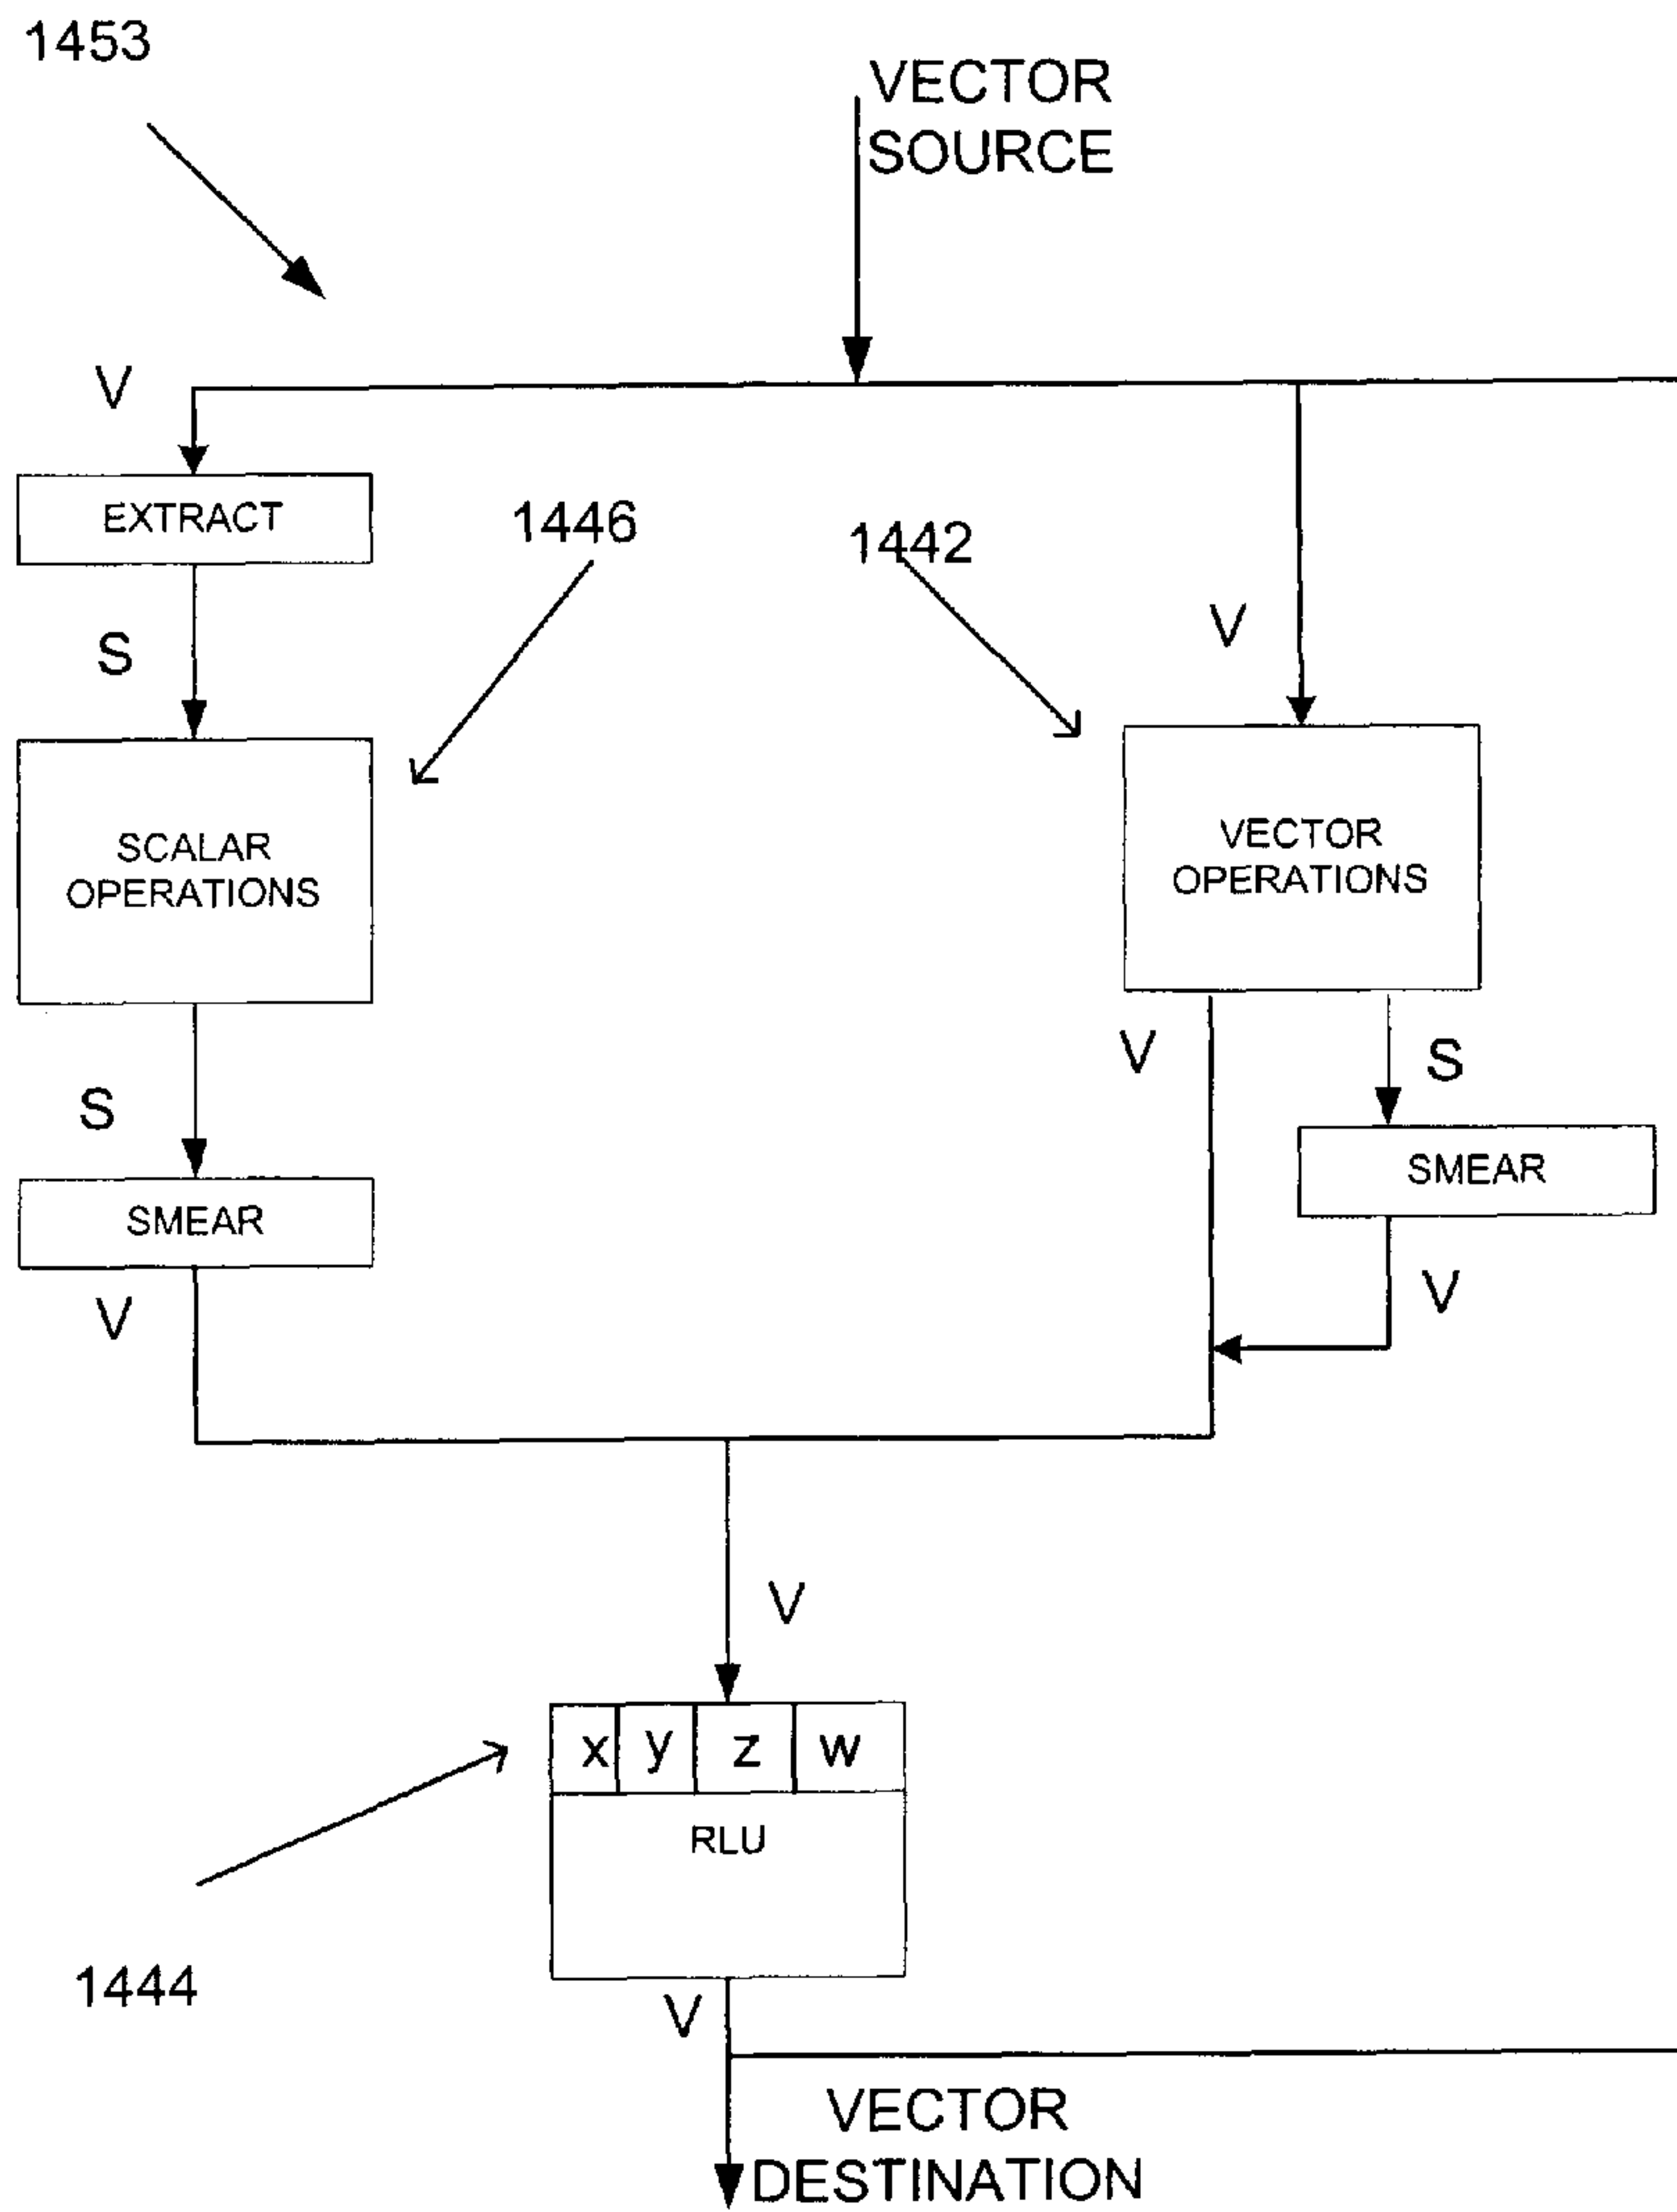 1453
VECTOR
SOURCE
V
EXTRACT
1446
1442
V
S
SCALAR
OPERATIONS
VECTOR
OPERATIONS
V
S
S
SMEAR
SMEAR
V
V
V
x y z w
RLU
1444
V
VECTOR
DESTINATION